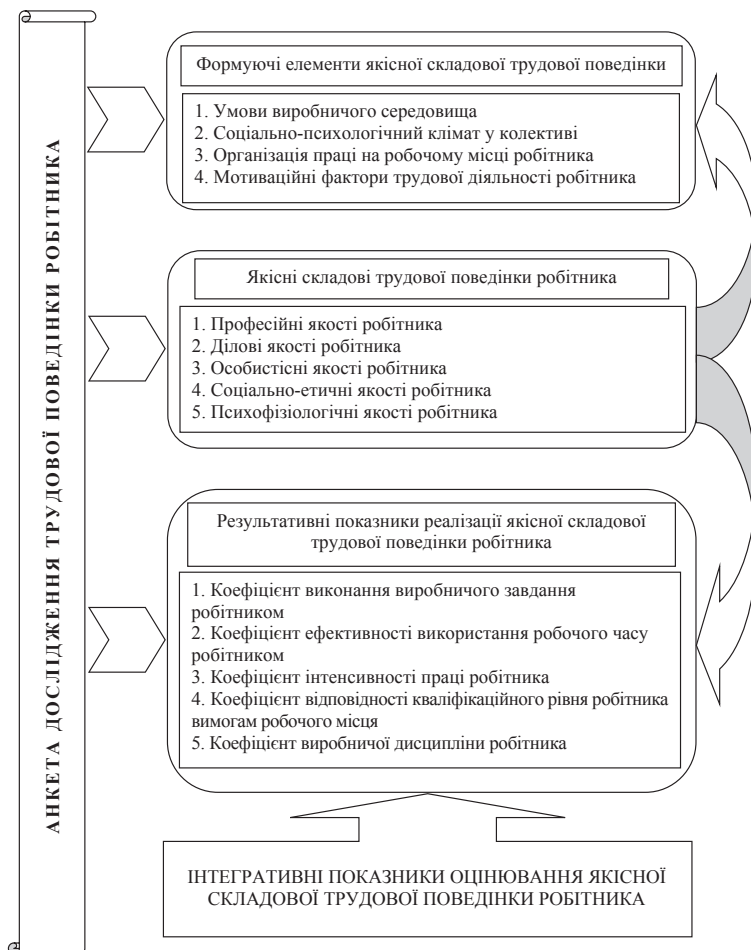 АНКЕТА ДОСЛІДЖЕННЯ ТРУДОВОЇ ПОВЕДІНКИ РОБІТНИКА
Формуючі елементи якісної складової трудової поведінки
1. Умови виробничого середовища
2. Соціально-психологічний клімат у колективі
3. Організація праці на робочому місці робітника
4. Мотиваційні фактори трудової діяльності робітника
Якісні складові трудової поведінки робітника
1. Професійні якості робітника
2. Ділові якості робітника
3. Особистісні якості робітника
4. Соціально-етичні якості робітника
5. Психофізіологічні якості робітника
Результативні показники реалізації якісної складової
трудової поведінки робітника
1. Коефіцієнт виконання виробничого завдання
робітником
2. Коефіцієнт ефективності використання робочого часу
робітником
3. Коефіцієнт інтенсивності праці робітника
4. Коефіцієнт відповідності кваліфікаційного рівня робітника
вимогам робочого місця
5. Коефіцієнт виробничої дисципліни робітника
ІНТЕГРАТИВНІ ПОКАЗНИКИ ОЦІНЮВАННЯ ЯКІСНОЇ
СКЛАДОВОЇ ТРУДОВОЇ ПОВЕДІНКИ РОБІТНИКА